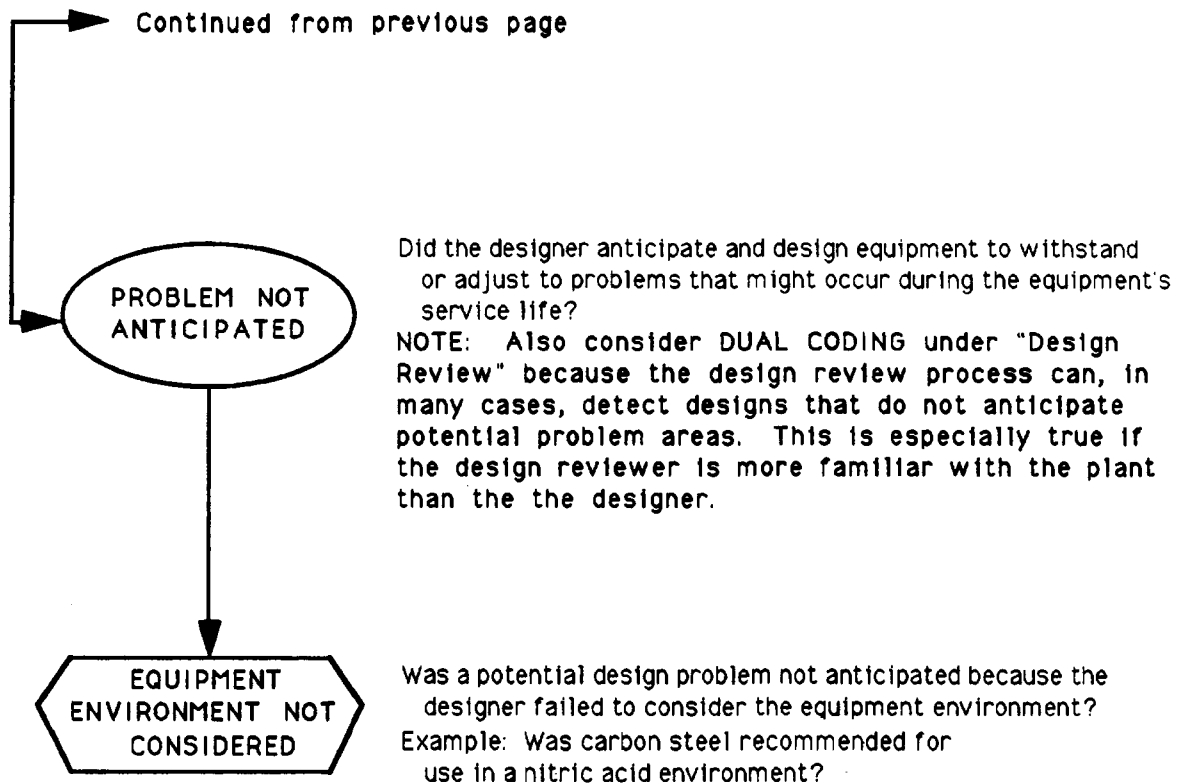 Continued from previous page
PROBLEM NOT
ANTICIPATED
Did the designer anticipate and design equipment to withstand
or adjust to problems that might occur during the equipment's
service life?
NOTE: Also consider DUAL CODING under "Design
Review" because the design review process can, in
many cases, detect designs that do not anticipate
potential problem areas. This is especially true if
the design reviewer is more familiar with the plant
than the the designer.
EQUIPMENT
ENVIRONMENT NOT
CONSIDERED
Was a potential design problem not anticipated because the
designer failed to consider the equipment environment?
Example: Was carbon steel recommended for
use in a nitric acid environment?